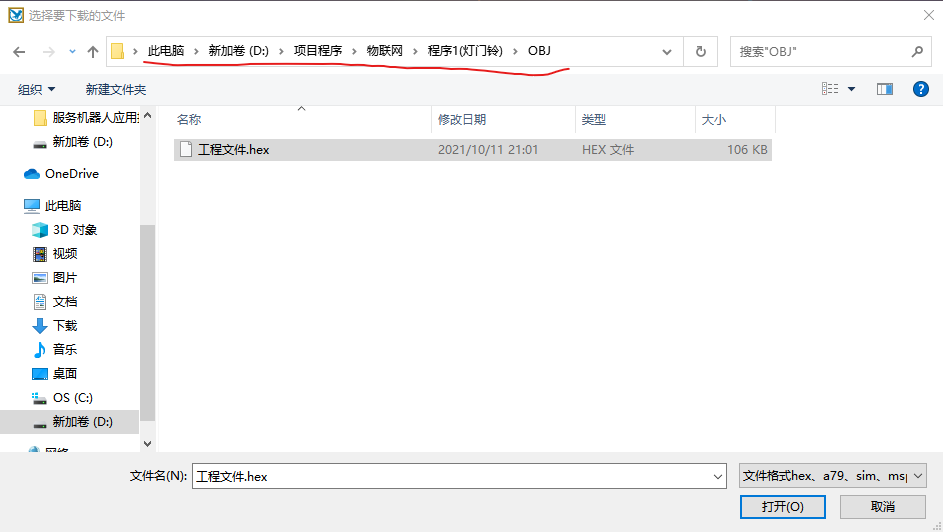 选择要下载的文件
此电脑 › 新加卷 (D:) › 项目程序 › 物联网 › 程序1(灯门铃) › OBJ
搜索"OBJ"
组织 新建文件夹
名称 修改日期 类型 大小
工程文件.hex 2021/10/11 21:01 HEX 文件 106 KB
服务机器人应用
新加卷 (D:)
OneDrive
此电脑
3D 对象
视频
图片
文档
下载
音乐
桌面
OS (C:)
新加卷 (D:)
文件名(N): 工程文件.hex
文件格式hex、a79、sim、msp
打开(O) 取消